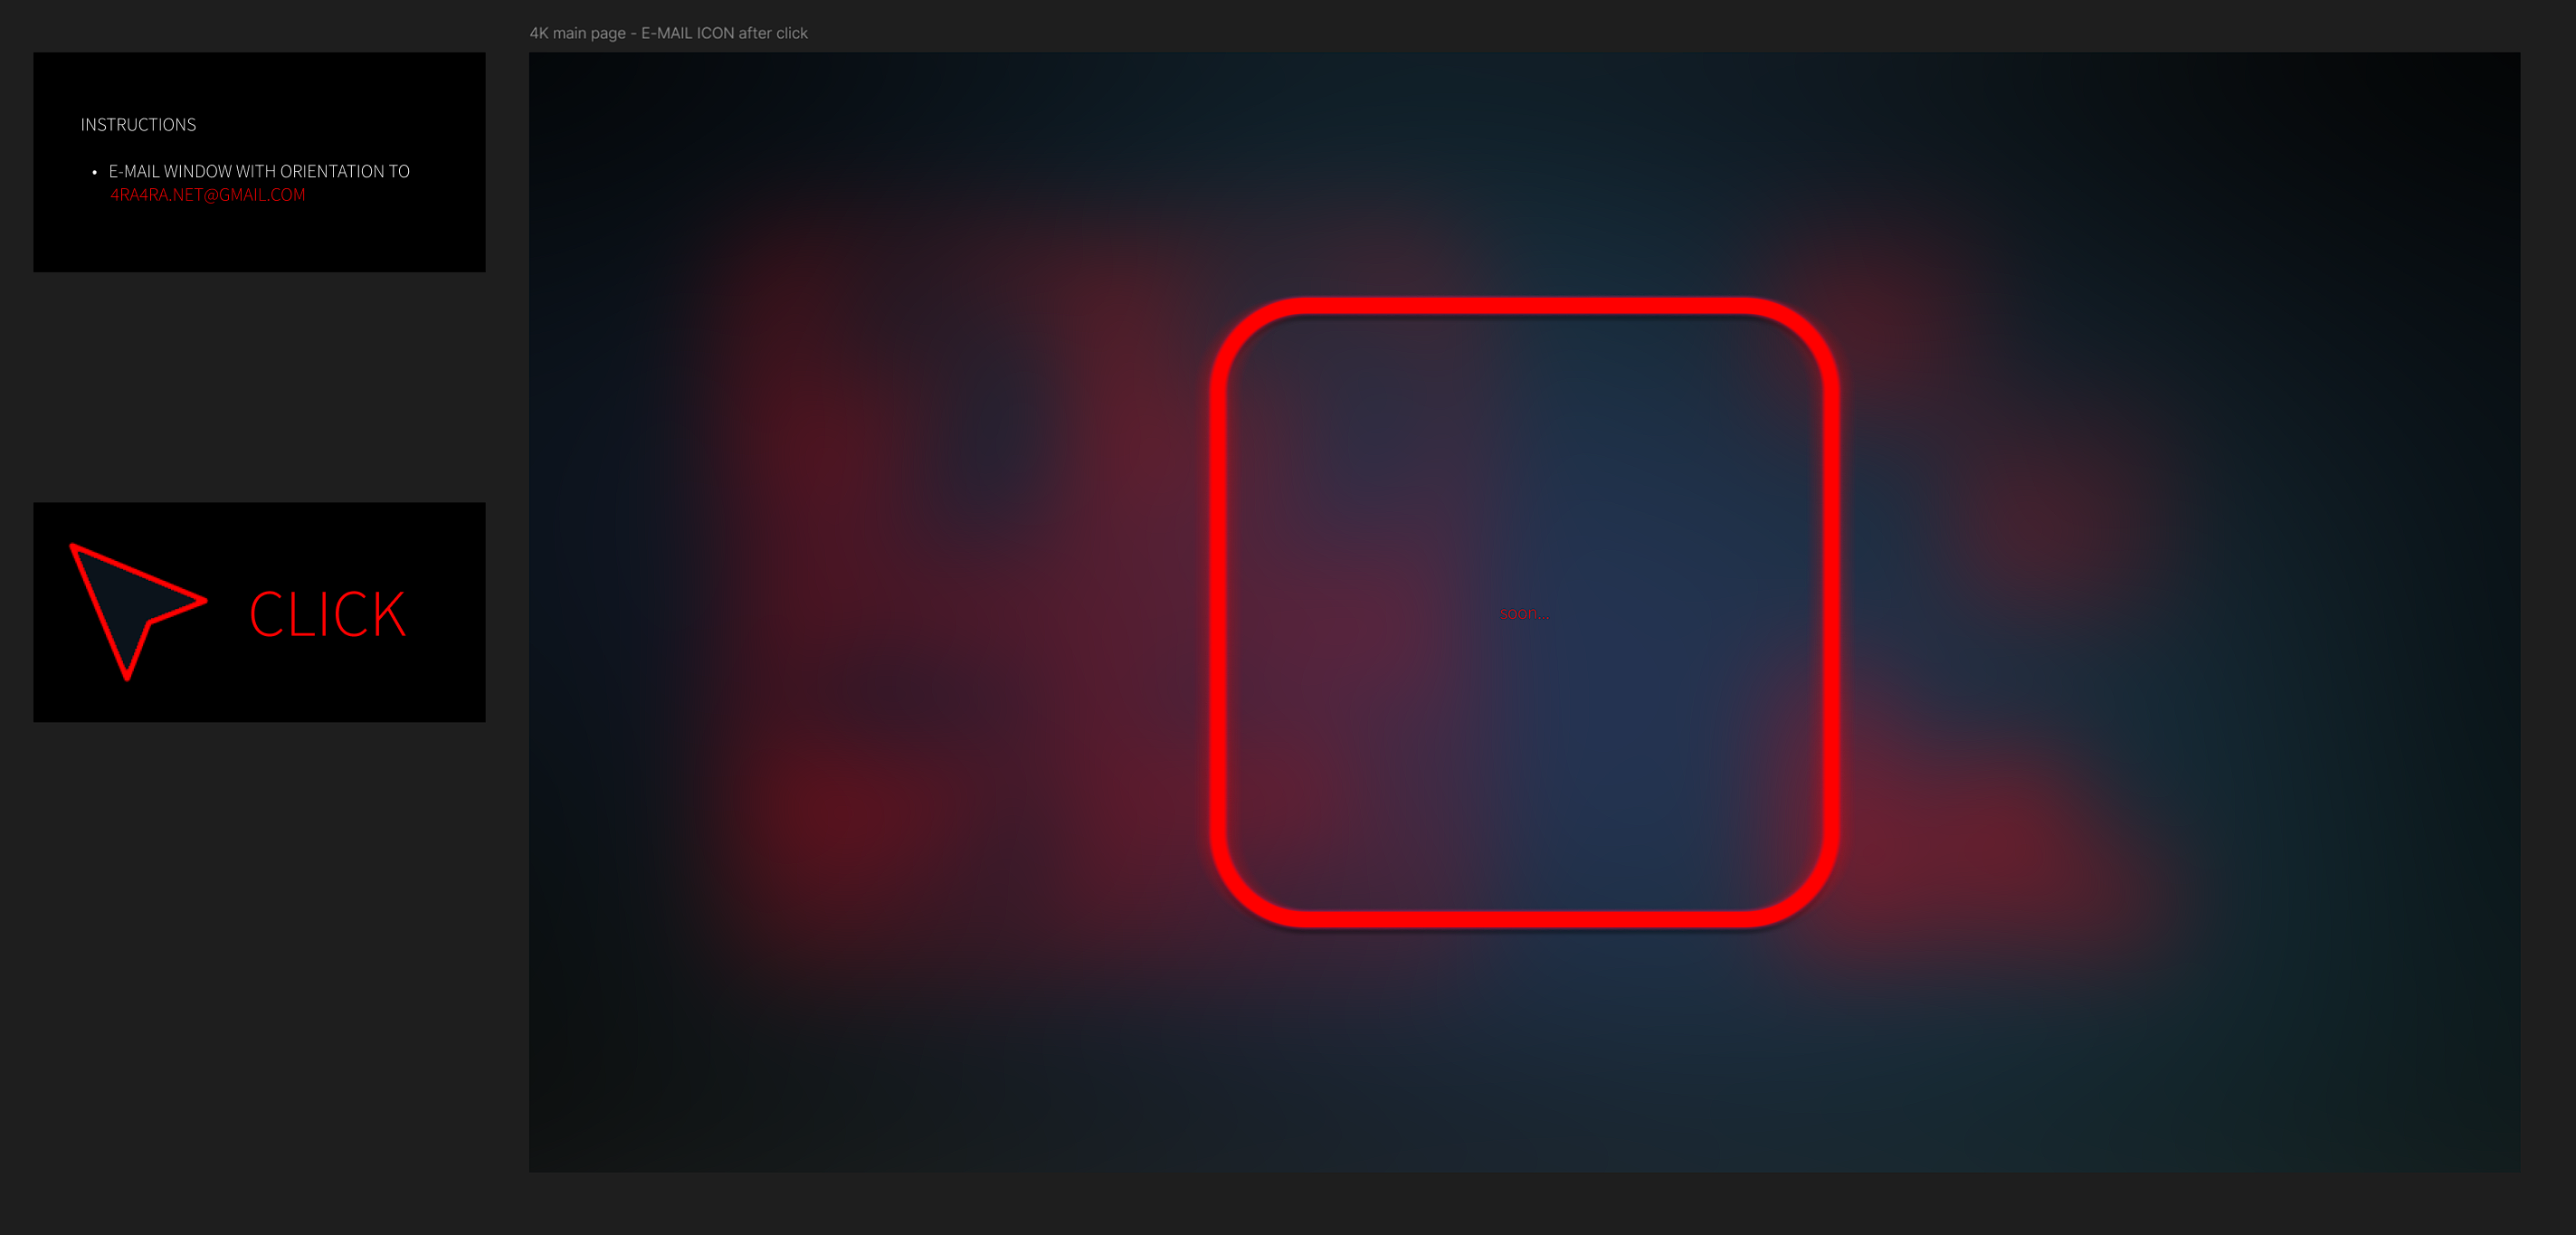 4K main page - E-MAIL ICON after click
INSTRUCTIONS
• E-MAIL WINDOW WITH ORIENTATION TO
4RA4RA.NET@GMAIL.COM
CLICK
soon...